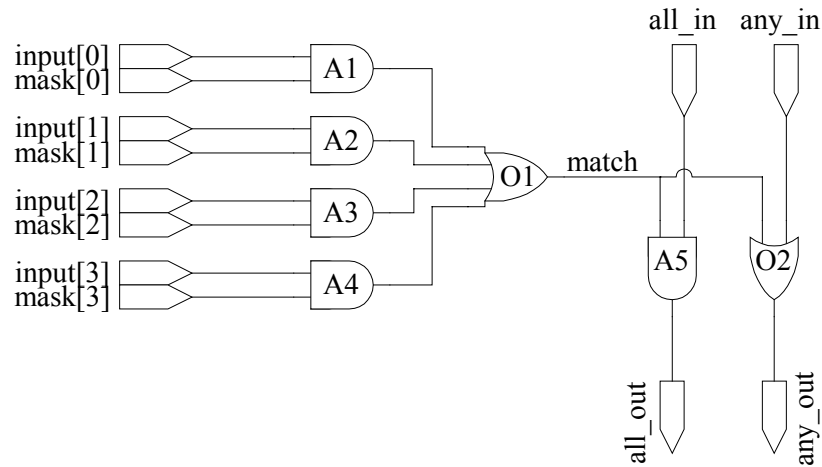 all_in any_in
input[0]
mask[0]
A1
input[1]
mask[1]
A2
O1
match
input[2]
mask[2]
A3
A5
O2
input[3]
mask[3]
A4
all_out
any_out